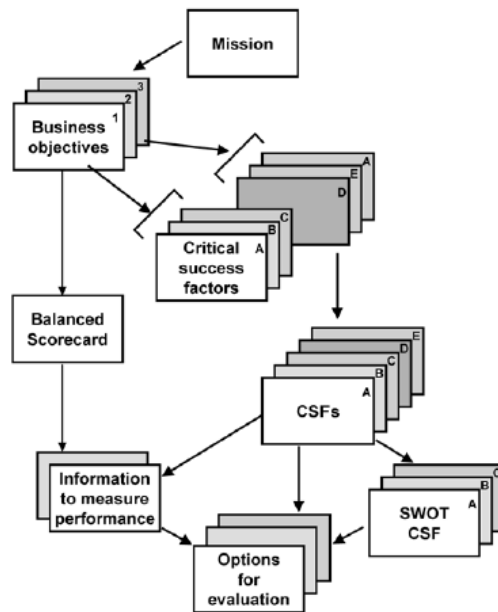 Mission
3
2
1
Business
objectives
A
E
D
C
B
A
Critical
success
factors
Balanced
Scorecard
E
D
C
B
A
CSFs
C
B
A
SWOT
CSF
Information
to measure
performance
Options
for
evaluation